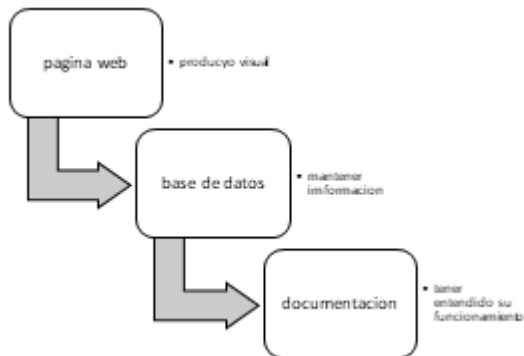 pagina web
• producyo visual
base de datos
• mantener
imformacion
documentacion
• tener
entendido su
funcionamiento